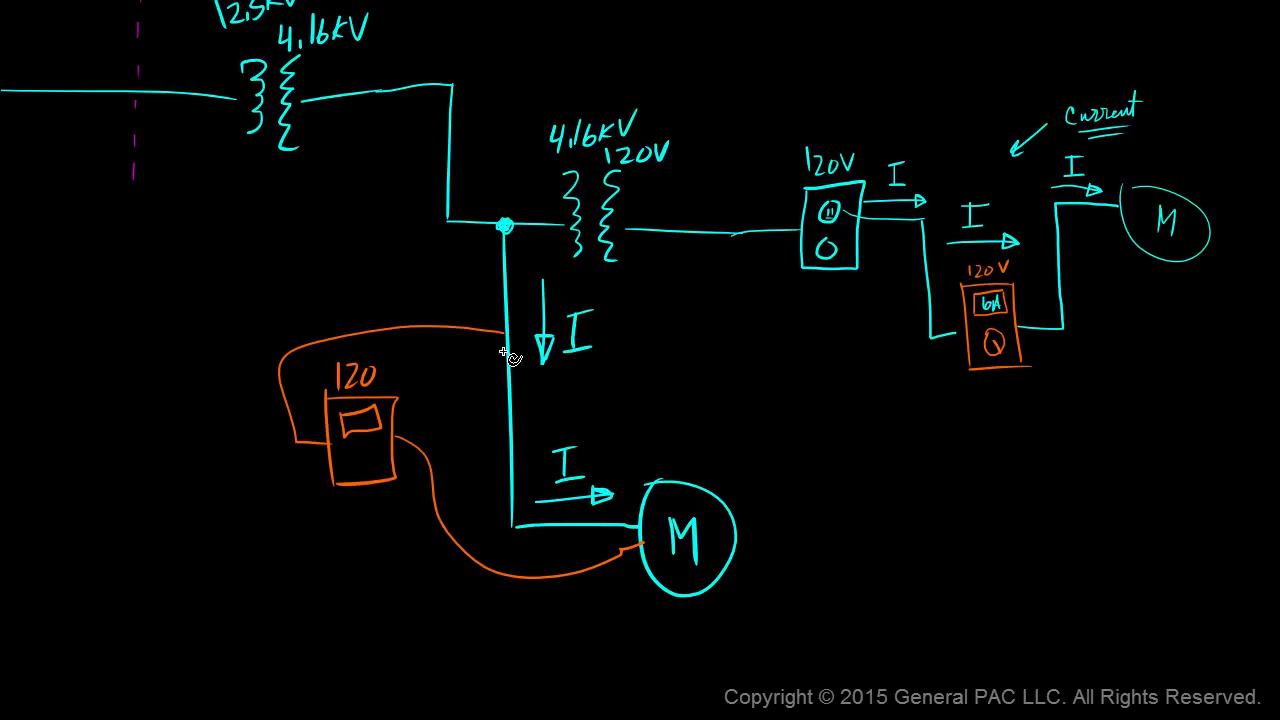 12.5KV
4.16KV
4.16KV
120V
120V
I
Current
I
I
M
120V
6A
I
120
I
M
Copyright © 2015 General PAC LLC. All Rights Reserved.